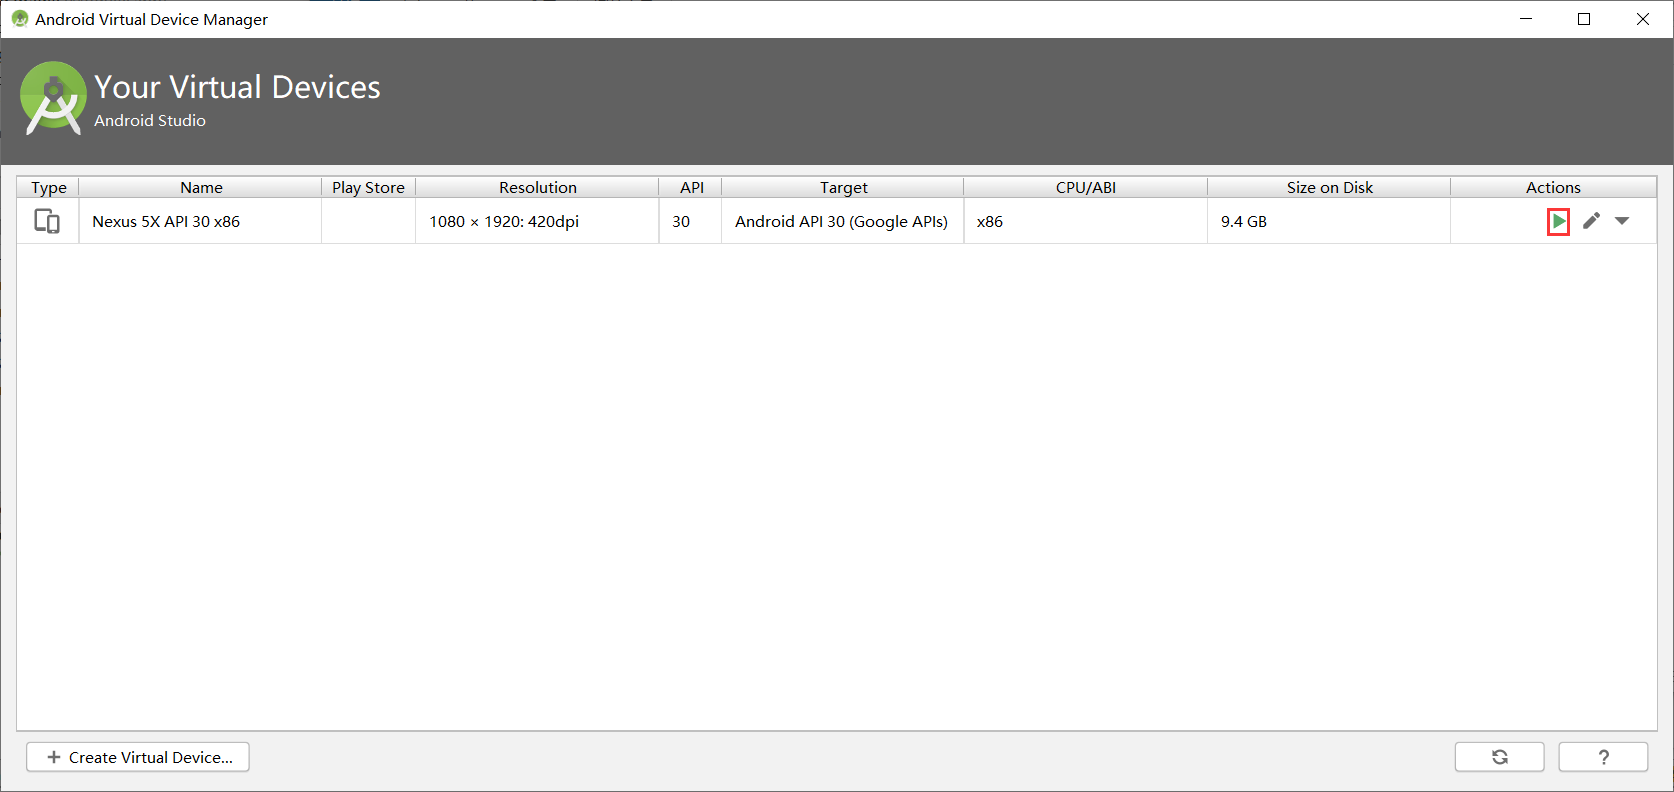 Android Virtual Device Manager
Your Virtual Devices
Android Studio
Type Name Play Store Resolution API Target CPU/ABI Size on Disk Actions
Nexus 5X API 30 x86 1080 × 1920: 420dpi 30 Android API 30 (Google APIs) x86 9.4 GB
+ Create Virtual Device... ?